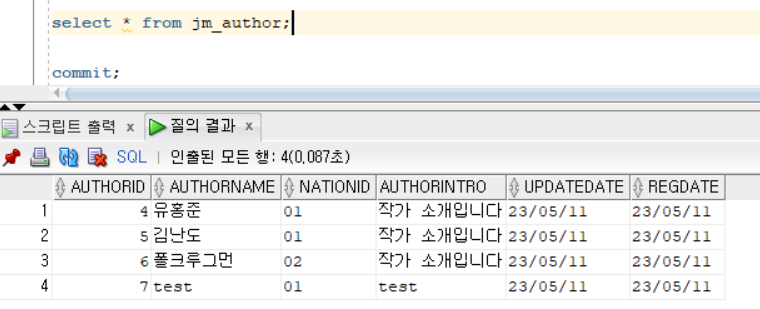 select * from jm_author;
commit;
스크립트 출력 x 질의 결과 x
SQL | 인출된 모든 행: 4(0,087초)
AUTHORID AUTHORNAME NATIONID AUTHORINTRO UPDATEDATE REGDATE
1 4 유홍준 01 작가 소개입니다 23/05/11 23/05/11
2 5 김난도 01 작가 소개입니다 23/05/11 23/05/11
3 6 폴크루그먼 02 작가 소개입니다 23/05/11 23/05/11
4 7 test 01 test 23/05/11 23/05/11